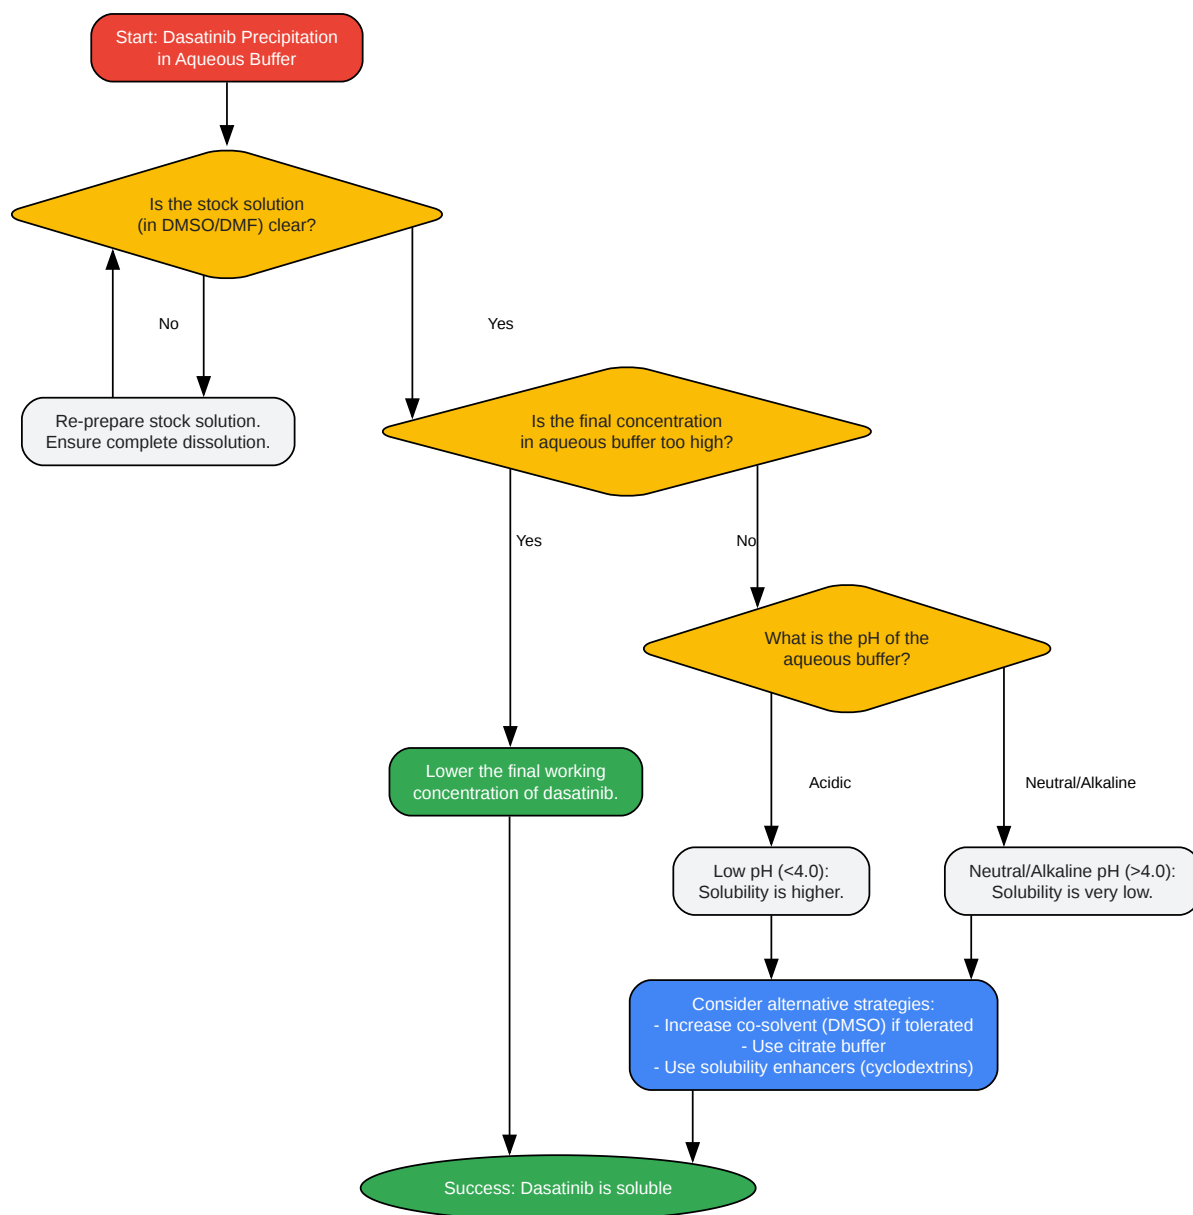 Start: Dasatinib Precipitation
in Aqueous Buffer
Is the stock solution
(in DMSO/DMF) clear?
No
Yes
Re-prepare stock solution.
Ensure complete dissolution.
Is the final concentration
in aqueous buffer too high?
Yes
No
What is the pH of the
aqueous buffer?
Lower the final working
concentration of dasatinib.
Acidic
Neutral/Alkaline
Low pH (<4.0):
Solubility is higher.
Neutral/Alkaline pH (>4.0):
Solubility is very low.
Consider alternative strategies:
- Increase co-solvent (DMSO) if tolerated
- Use citrate buffer
- Use solubility enhancers (cyclodextrins)
Success: Dasatinib is soluble